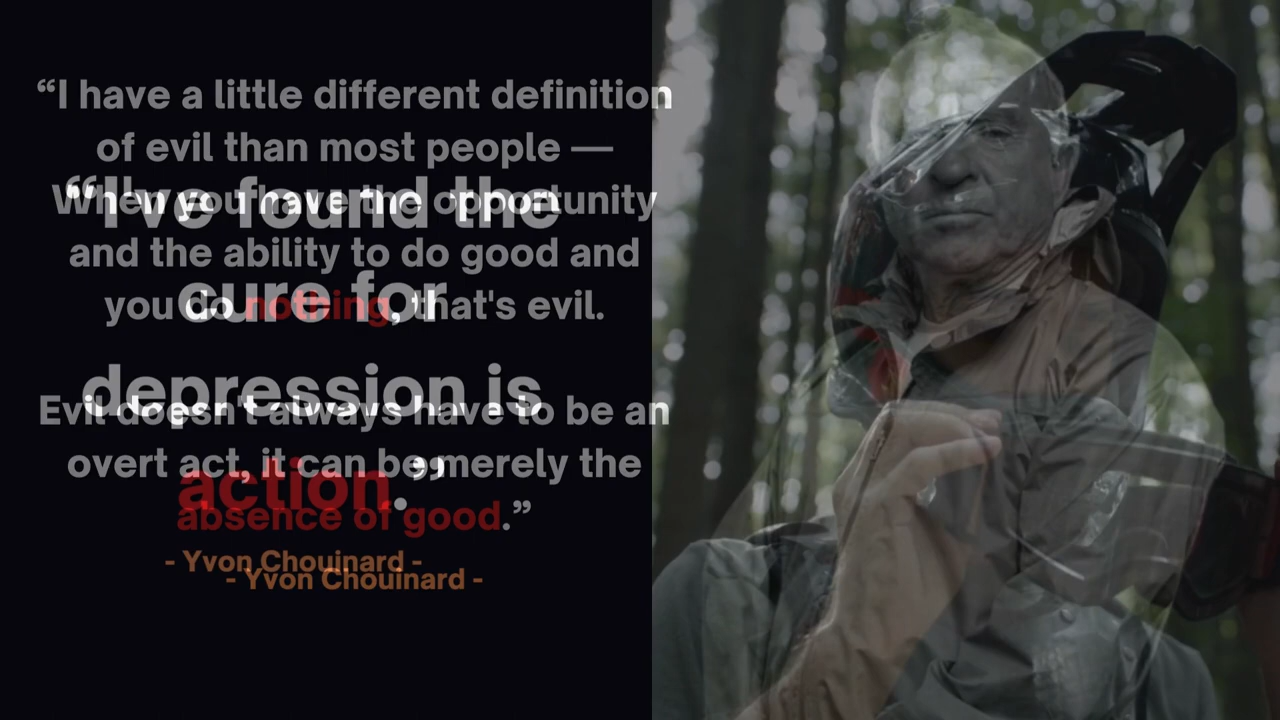 “I have a little different definition
of evil than most people —
When you have the opportunity
and the ability to do good and
you do nothing, that's evil.
Evil doesn't always have to be an
overt act, it can be merely the
absence of good.”
- Yvon Chouinard -
“I've found the
cure for
depression is
action.”
- Yvon Chouinard -